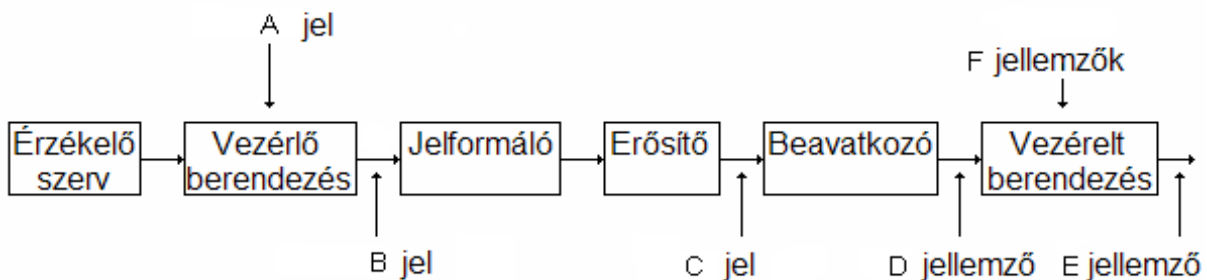 A jel
F jellemzők
Érzékelő
szerv
Vezérlő
berendezés
Jelformáló
Erősítő
Beavatkozó
Vezérelt
berendezés
B jel
C jel
D jellemző
E jellemző